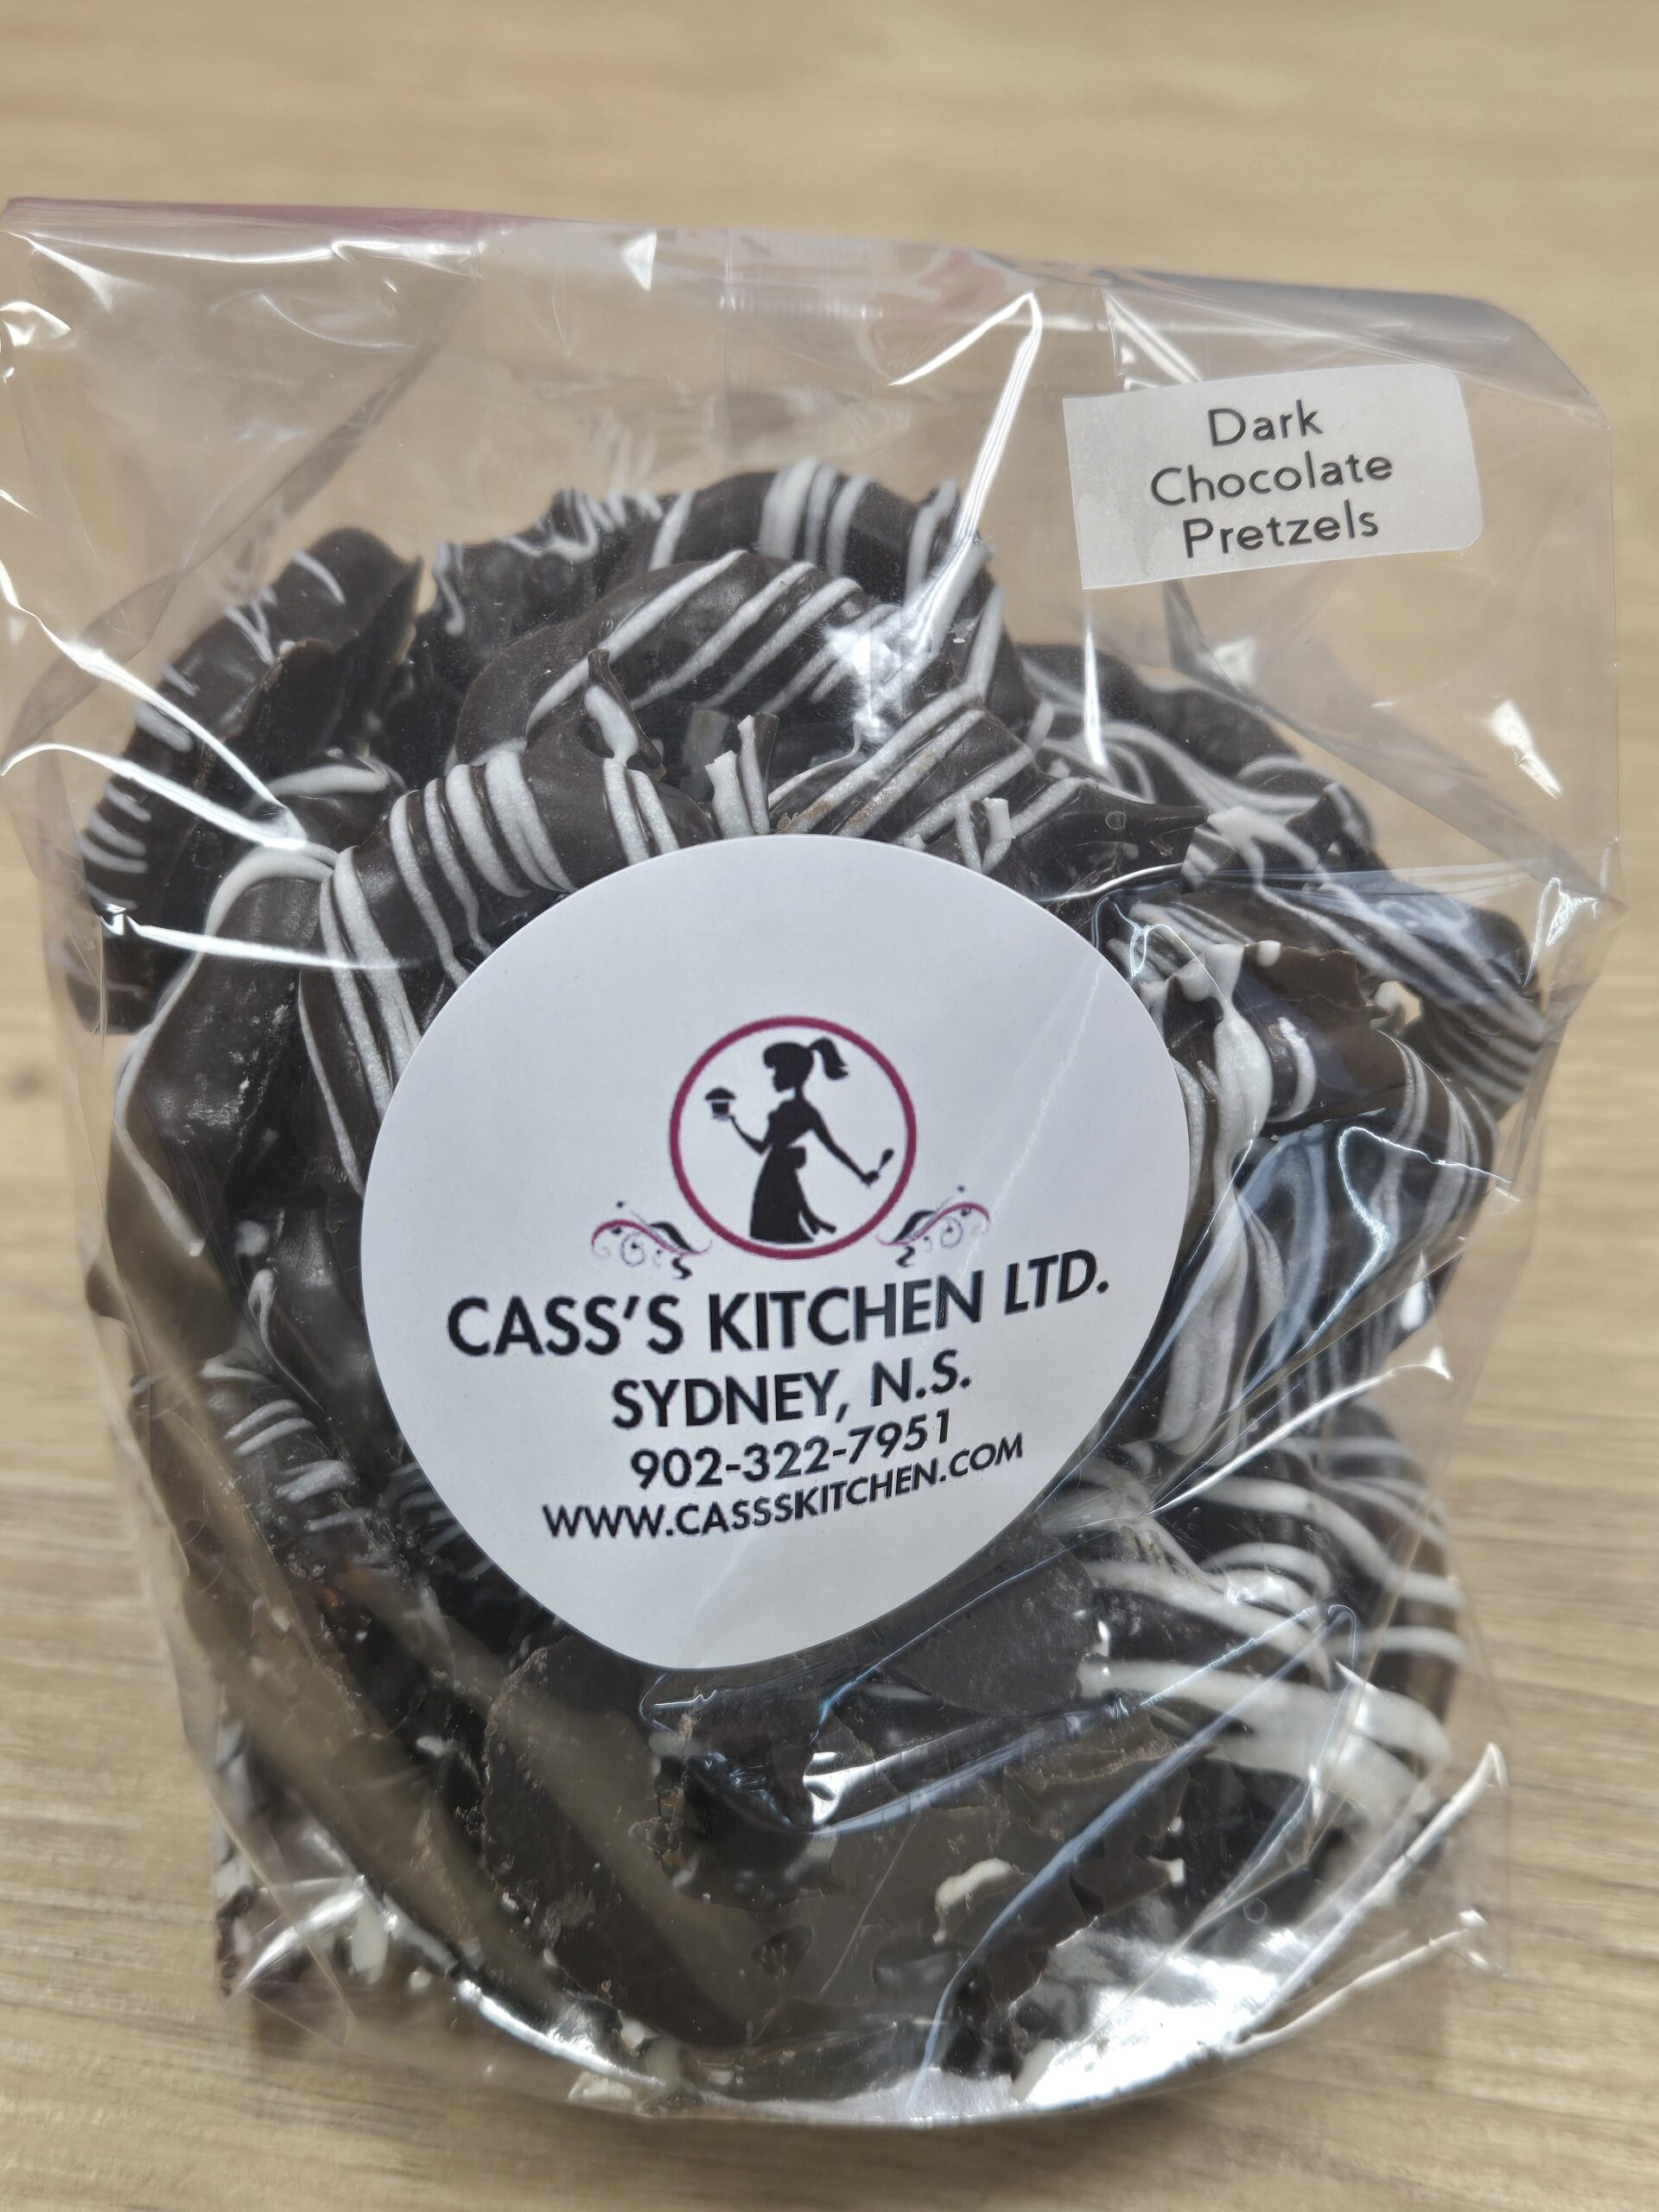 Dark
Chocolate
Pretzels
CASS'S KITCHEN LTD.
SYDNEY, N.S.
902-322-7951
WWW.CASSSKITCHEN.COM